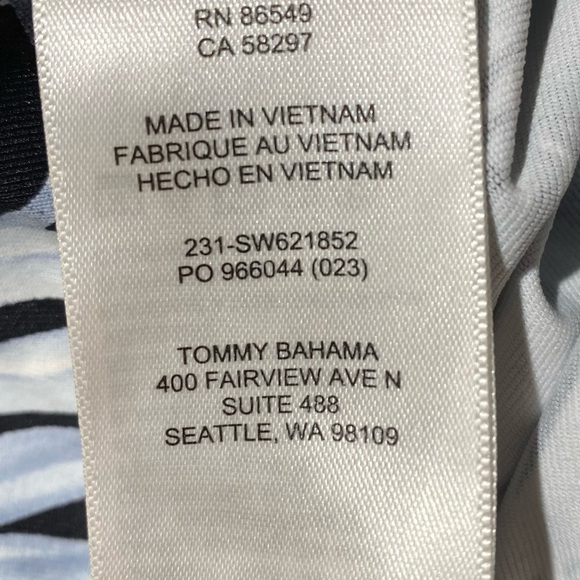 RN 86549
CA 58297
MADE IN VIETNAM
FABRIQUE AU VIETNAM
HECHO EN VIETNAM
231-SW621852
PO 966044 (023)
TOMMY BAHAMA
400 FAIRVIEW AVE N
SUITE 488
SEATTLE, WA 98109